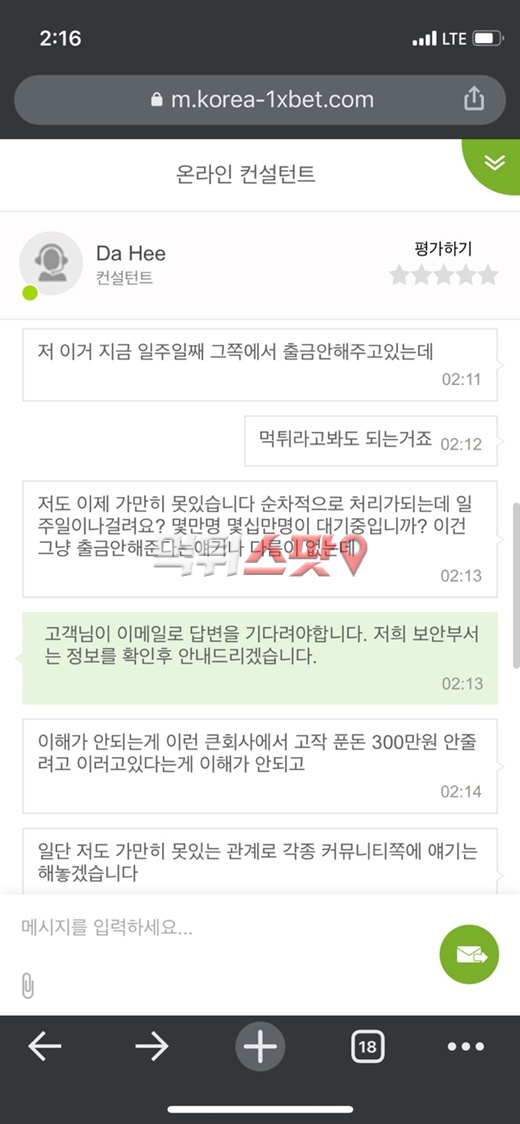 2:16
LTE
m.korea-1xbet.com
온라인 컨설턴트
Da Hee
컨설턴트
평가하기
저 이거 지금 일주일째 그쪽에서 출금안해주고있는데
02:11
먹튀라고봐도 되는거죠 02:12
저도 이제 가만히 못있습니다 순차적으로 처리가되는데 일
주일이나걸려요? 몇만명 몇십만명이 대기중입니까? 이건
그냥 출금안해준다는얘기나 다름이 없는데
먹튀스팟
02:13
고객님이 이메일로 답변을 기다려야합니다. 저희 보안부서
는 정보를 확인후 안내드리겠습니다.
02:13
이해가 안되는게 이런 큰회사에서 고작 푼돈 300만원 안줄
려고 이러고있다는게 이해가 안되고
02:14
일단 저도 가만히 못있는 관계로 각종 커뮤니티쪽에 얘기는
해놓겠습니다
메시지를 입력하세요...
18